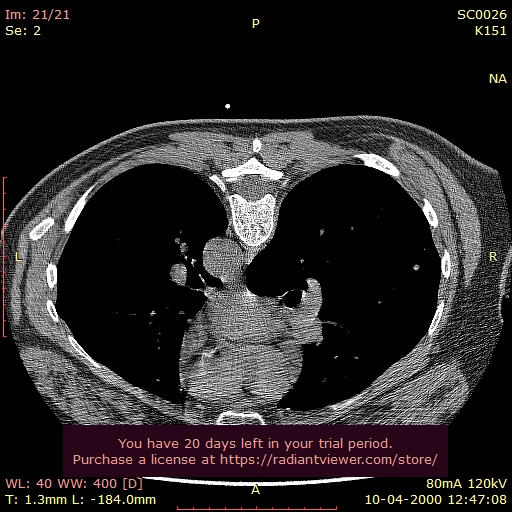 Im: 21/21
Se: 2
P
SC0026
K151
NA
L
R
You have 20 days left in your trial period.
Purchase a license at https://radiantviewer.com/store/
WL: 40 WW: 400 [D]
T: 1.3mm L: -184.0mm
A
80mA 120kV
10-04-2000 12:47:08